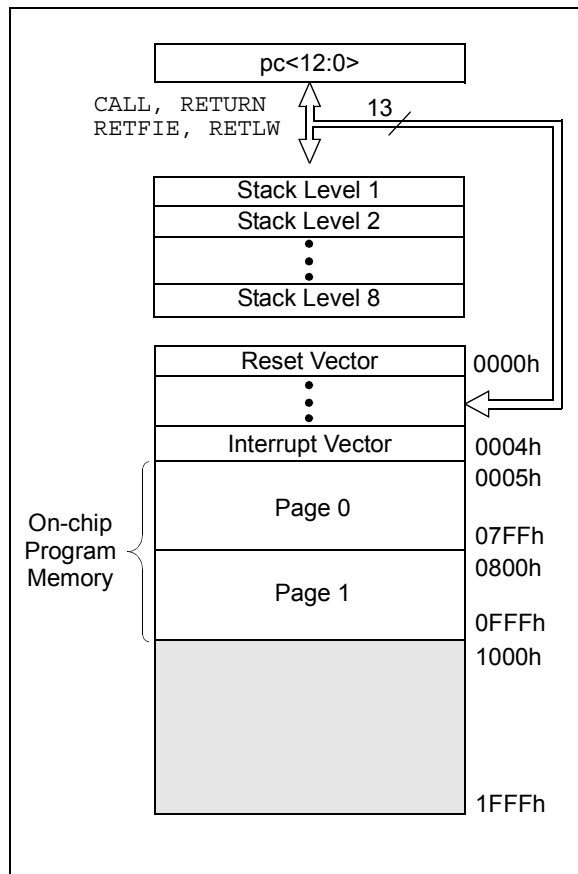 pc<12:0>
CALL, RETURN
RETFIE, RETLW
13
Stack Level 1
Stack Level 2
Stack Level 8
Reset Vector
0000h
Interrupt Vector
0004h
0005h
Page 0
07FFh
On-chip
Program
Memory
0800h
Page 1
0FFFh
1000h
1FFFh